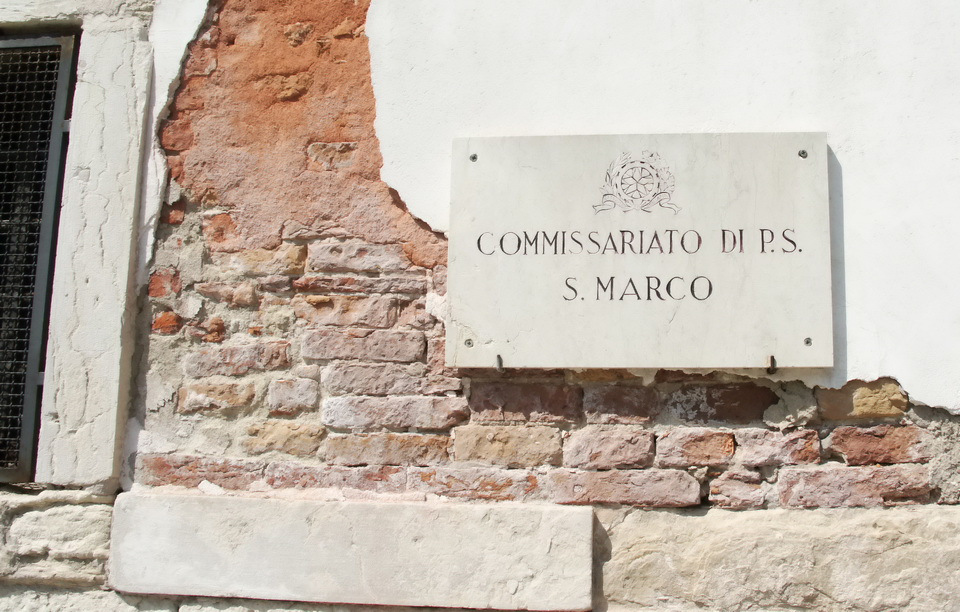 COMMISSARIATO DI P.S.
S. MARCO